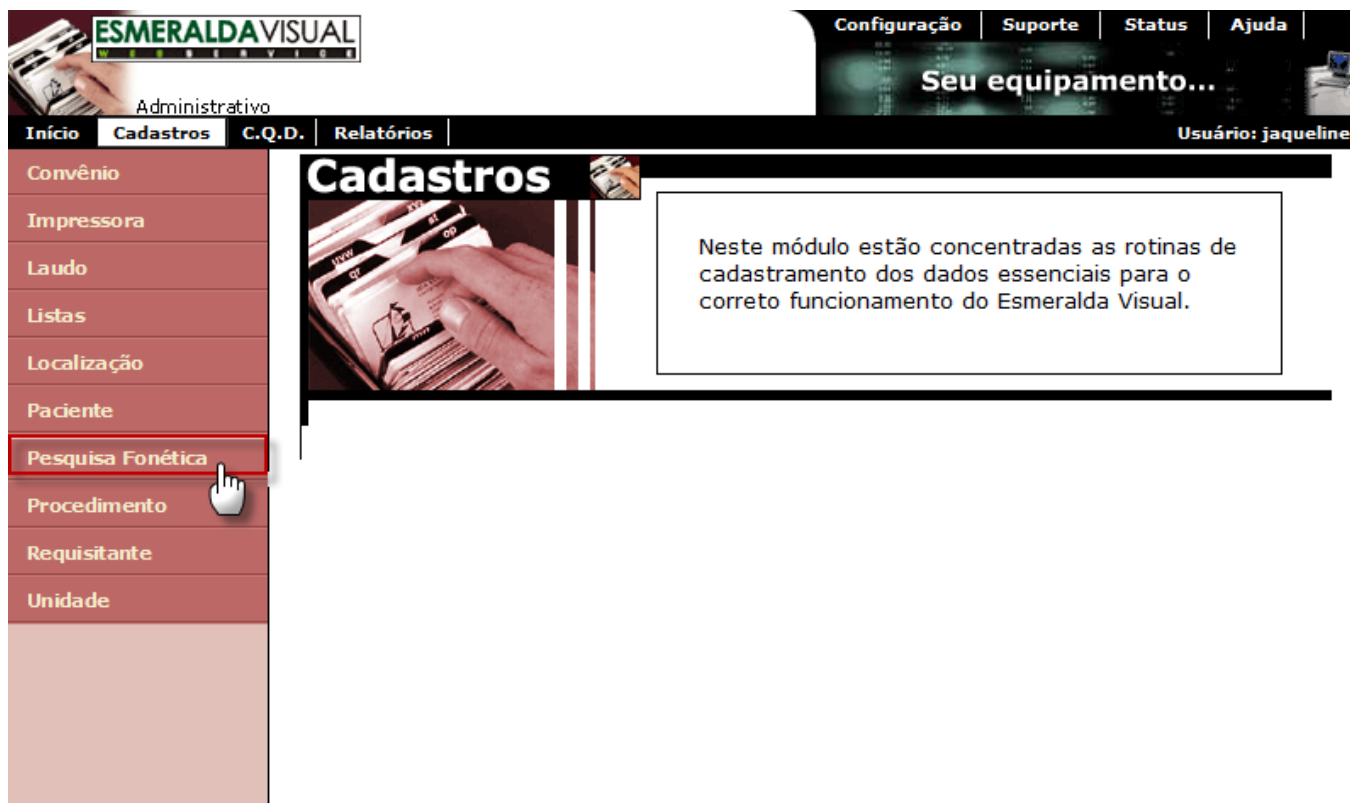 ESMERALDAVISUAL
WEBSERVICE
Administrativo
Configuração Suporte Status Ajuda
Seu equipamento...
Início Cadastros C.Q.D. Relatórios
Usuário: jaqueline
Convênio
Impressora
Laudo
Listas
Localização
Paciente
Pesquisa Fonética
Procedimento
Requisitante
Unidade
Cadastros
Neste módulo estão concentradas as rotinas de
cadastramento dos dados essenciais para o
correto funcionamento do Esmeralda Visual.